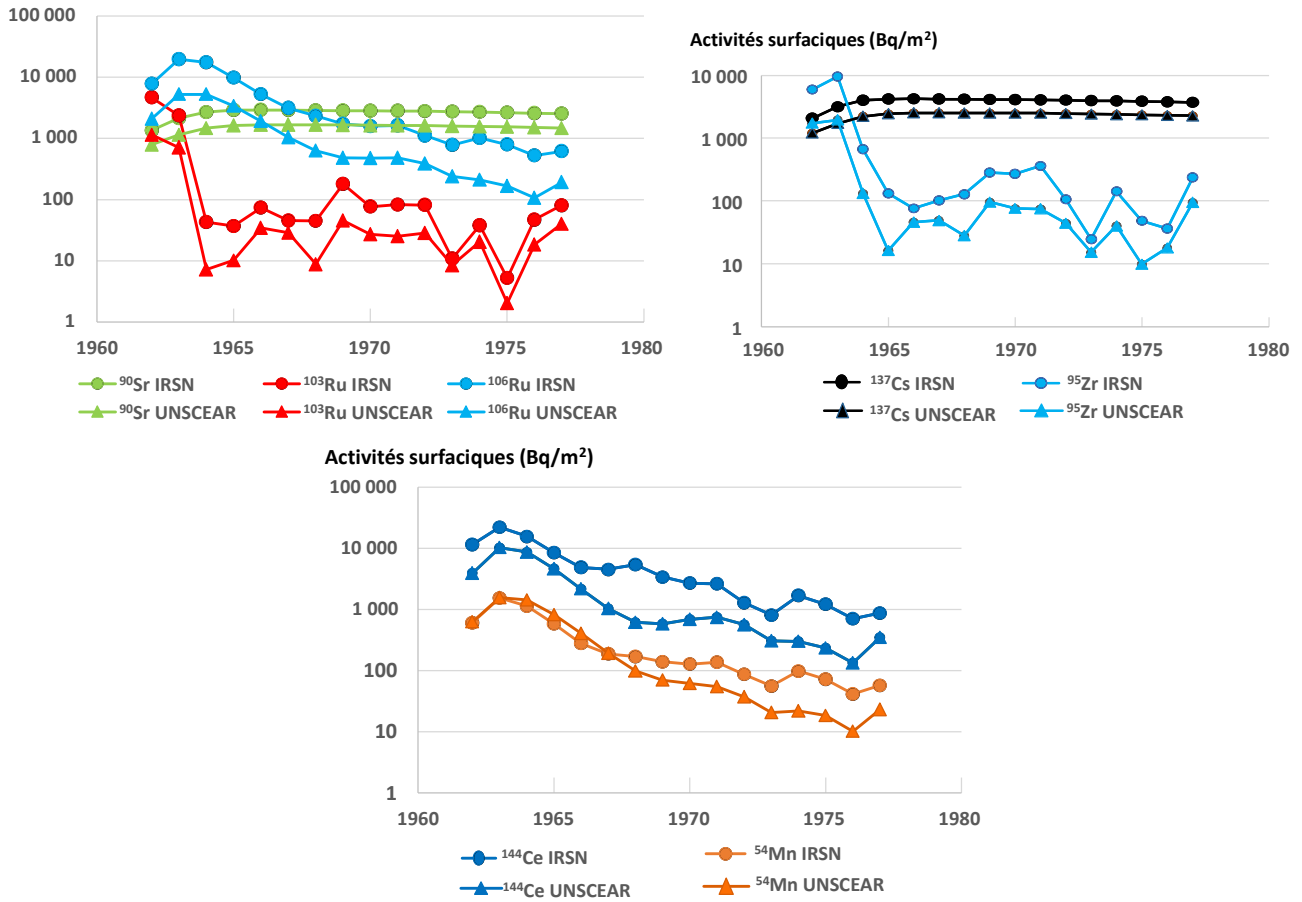 100 000
10 000
1 000
100
10
1
1960 1965 1970 1975 1980
⁹⁰Sr IRSN ¹⁰³Ru IRSN ¹⁰⁶Ru IRSN
⁹⁰Sr UNSCEAR ¹⁰³Ru UNSCEAR ¹⁰⁶Ru UNSCEAR
Activités surfaciques (Bq/m²)
10 000
1 000
100
10
1
1960 1965 1970 1975 1980
¹³⁷Cs IRSN ⁹⁵Zr IRSN
¹³⁷Cs UNSCEAR ⁹⁵Zr UNSCEAR
Activités surfaciques (Bq/m²)
100 000
10 000
1 000
100
10
1
1960 1965 1970 1975 1980
¹⁴⁴Ce IRSN ⁵⁴Mn IRSN
¹⁴⁴Ce UNSCEAR ⁵⁴Mn UNSCEAR